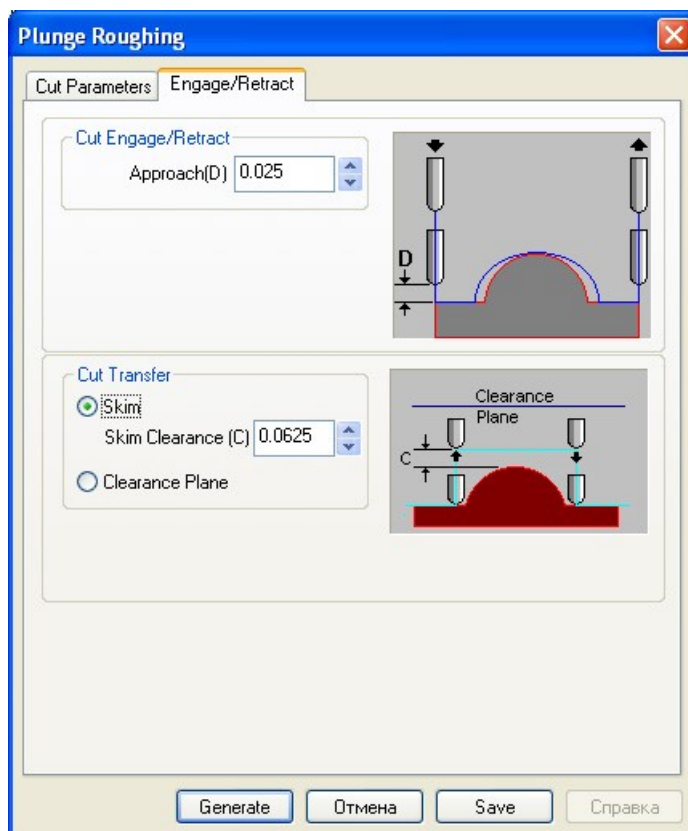 Plunge Roughing
Cut Parameters Engage/Retract
Cut Engage/Retract
Approach(D) 0.025
D
Cut Transfer
Skim
Skim Clearance (C) 0.0625
Clearance Plane
Clearance
Plane
C
Generate Отмена Save Справка